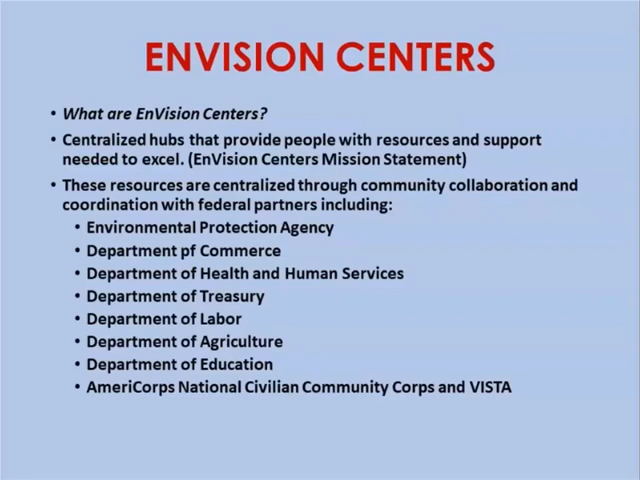 ENVISION CENTERS
• What are EnVision Centers?
• Centralized hubs that provide people with resources and support
needed to excel. (EnVision Centers Mission Statement)
• These resources are centralized through community collaboration and
coordination with federal partners including:
• Environmental Protection Agency
• Department pf Commerce
• Department of Health and Human Services
• Department of Treasury
• Department of Labor
• Department of Agriculture
• Department of Education
• AmeriCorps National Civilian Community Corps and VISTA